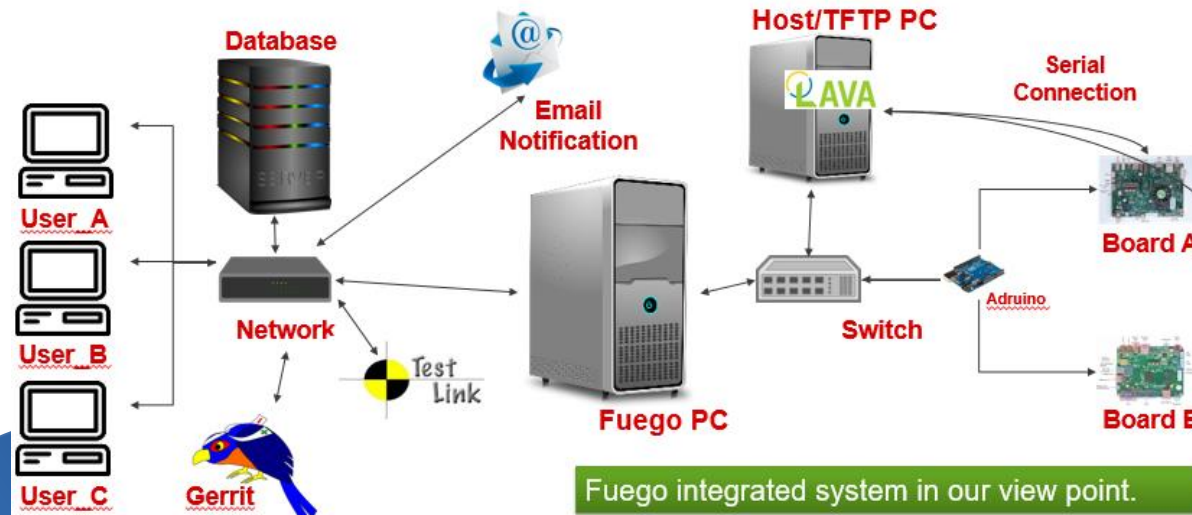 Database
Email
Notification
Host/TFTP PC
LAVA
Serial
Connection
SERVER
User_A
User_B
User_C
Network
Test
Link
Gerrit
Fuego PC
Switch
Adruino
Board A
Board B
Fuego integrated system in our view point.